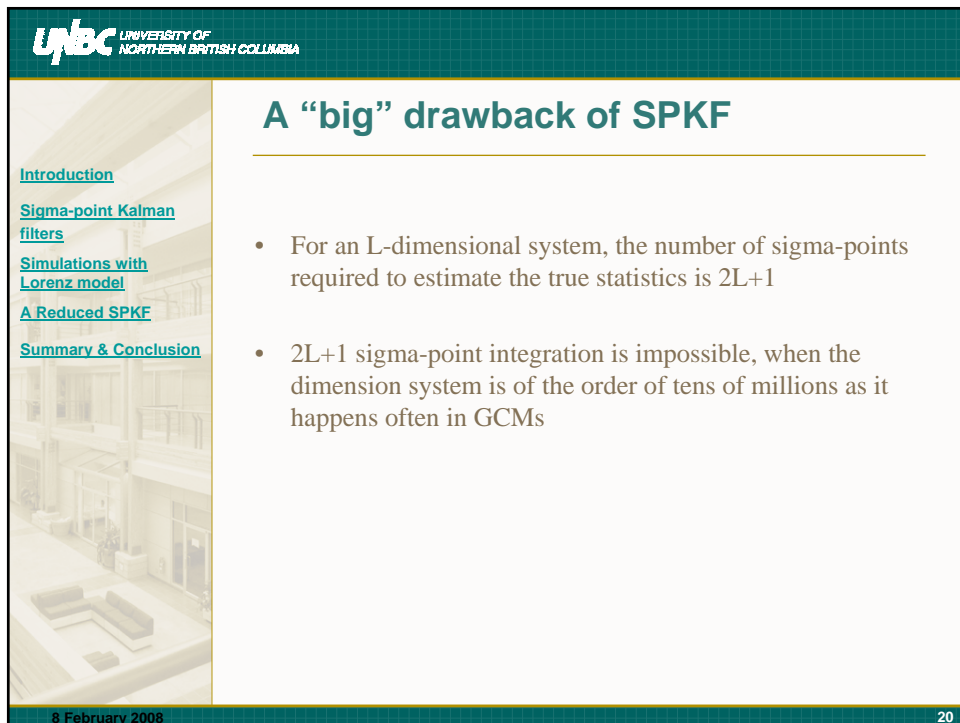 UNBC UNIVERSITY OF
NORTHERN BRITISH COLUMBIA
A “big” drawback of SPKF
Introduction
Sigma-point Kalman
filters
Simulations with
Lorenz model
A Reduced SPKF
Summary & Conclusion
• For an L-dimensional system, the number of sigma-points
required to estimate the true statistics is 2L+1
• 2L+1 sigma-point integration is impossible, when the
dimension system is of the order of tens of millions as it
happens often in GCMs
8 February 2008
20